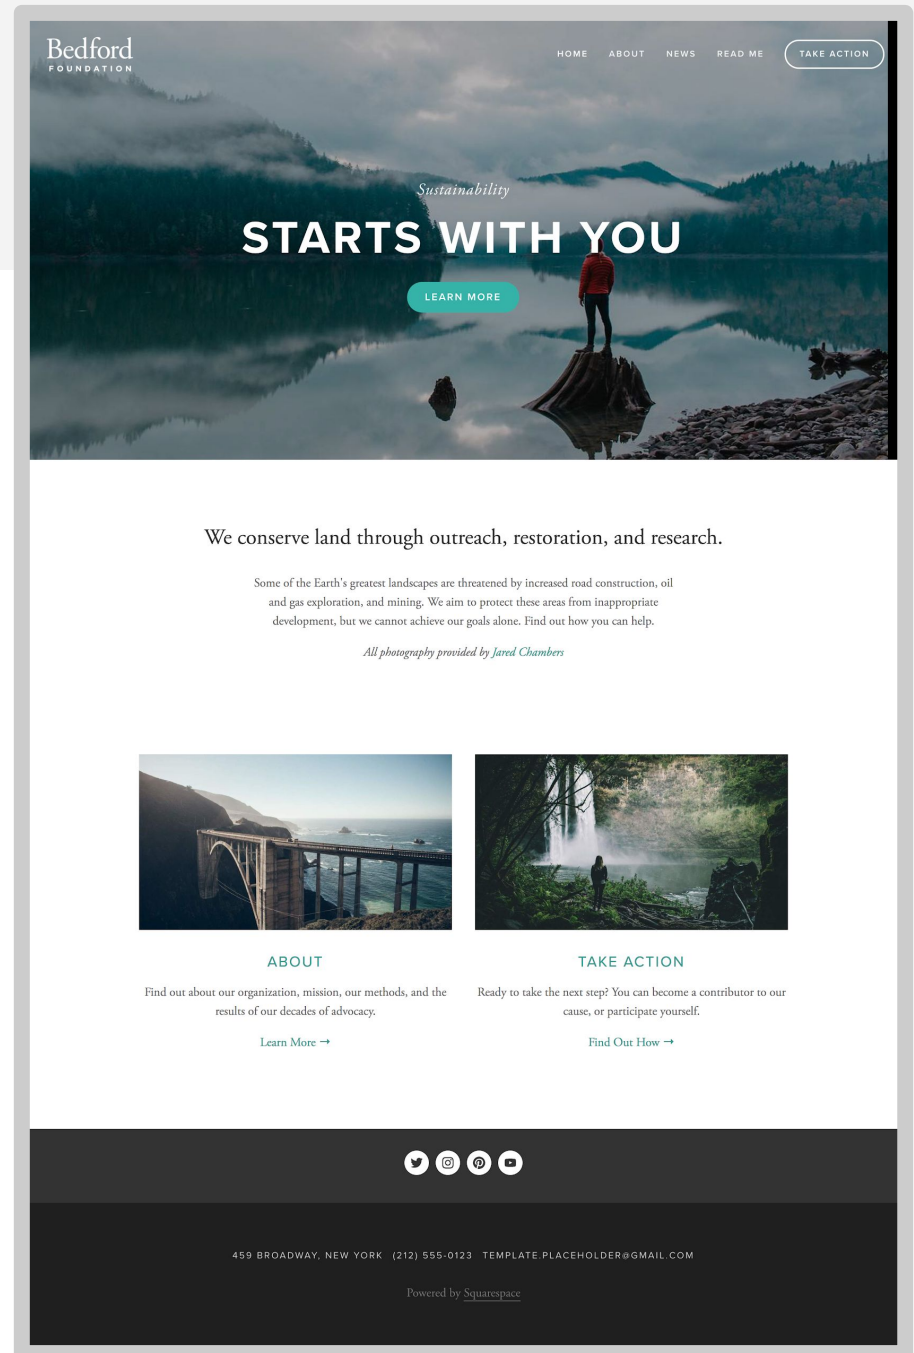 Bedford
FOUNDATION
HOME ABOUT NEWS READ ME TAKE ACTION
Sustainability
STARTS WITH YOU
LEARN MORE
We conserve land through outreach, restoration, and research.
Some of the Earth's greatest landscapes are threatened by increased road construction, oil
and gas exploration, and mining. We aim to protect these areas from inappropriate
development, but we cannot achieve our goals alone. Find out how you can help.
All photography provided by Jared Chambers
ABOUT
Find out about our organization, mission, our methods, and the
results of our decades of advocacy.
Learn More →
TAKE ACTION
Ready to take the next step? You can become a contributor to our
cause, or participate yourself.
Find Out How →
459 BROADWAY, NEW YORK (212) 555-0123 TEMPLATE.PLACEHOLDER@GMAIL.COM
Powered by Squarespace